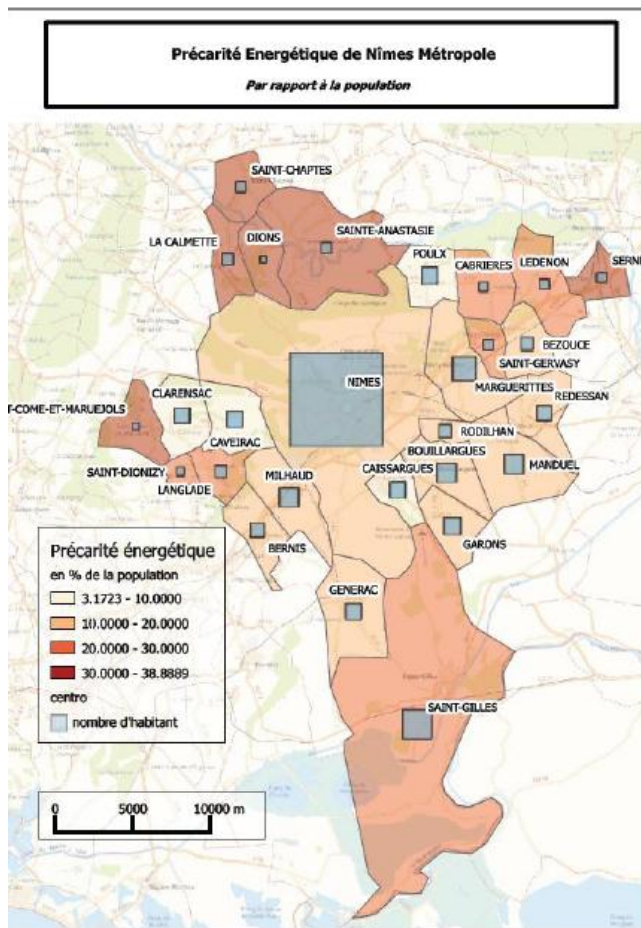 Précarité Energétique de Nîmes Métropole
Par rapport à la population
SAINT-CHAPTES
LA CALMETTE
DIONS
SAINTE-ANASTASIE
POULX
CABRIERES
LEDENON
SERN
BEZOUCE
SAINT-GERVASY
NIMES
MARGUERITTES
REDESSAN
CLARENSAC
T-COME-ET-MARUEJOLS
CAVEIRAC
RODILHAN
BOUILLARGUES
MANDUEL
SAINT-DIONIZY
LANGLADE
MILHAUD
CAISSARGUES
BERNIS
GARONS
GENERAC
SAINT-GILLES
Précarité énergétique
en % de la population
3.1723 - 10.0000
10.0000 - 20.0000
20.0000 - 30.0000
30.0000 - 38.8889
centro
nombre d'habitant
0 5000 10000 m